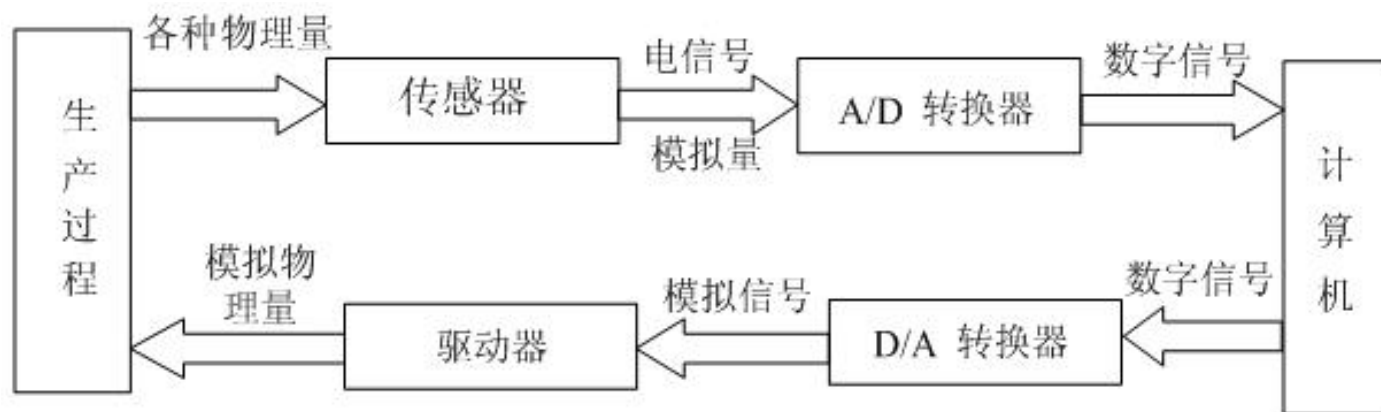 各种物理量
电信号
数字信号
传感器
A/D 转换器
模拟量
生产过程
计算机
模拟物
理量
模拟信号
数字信号
驱动器
D/A 转换器